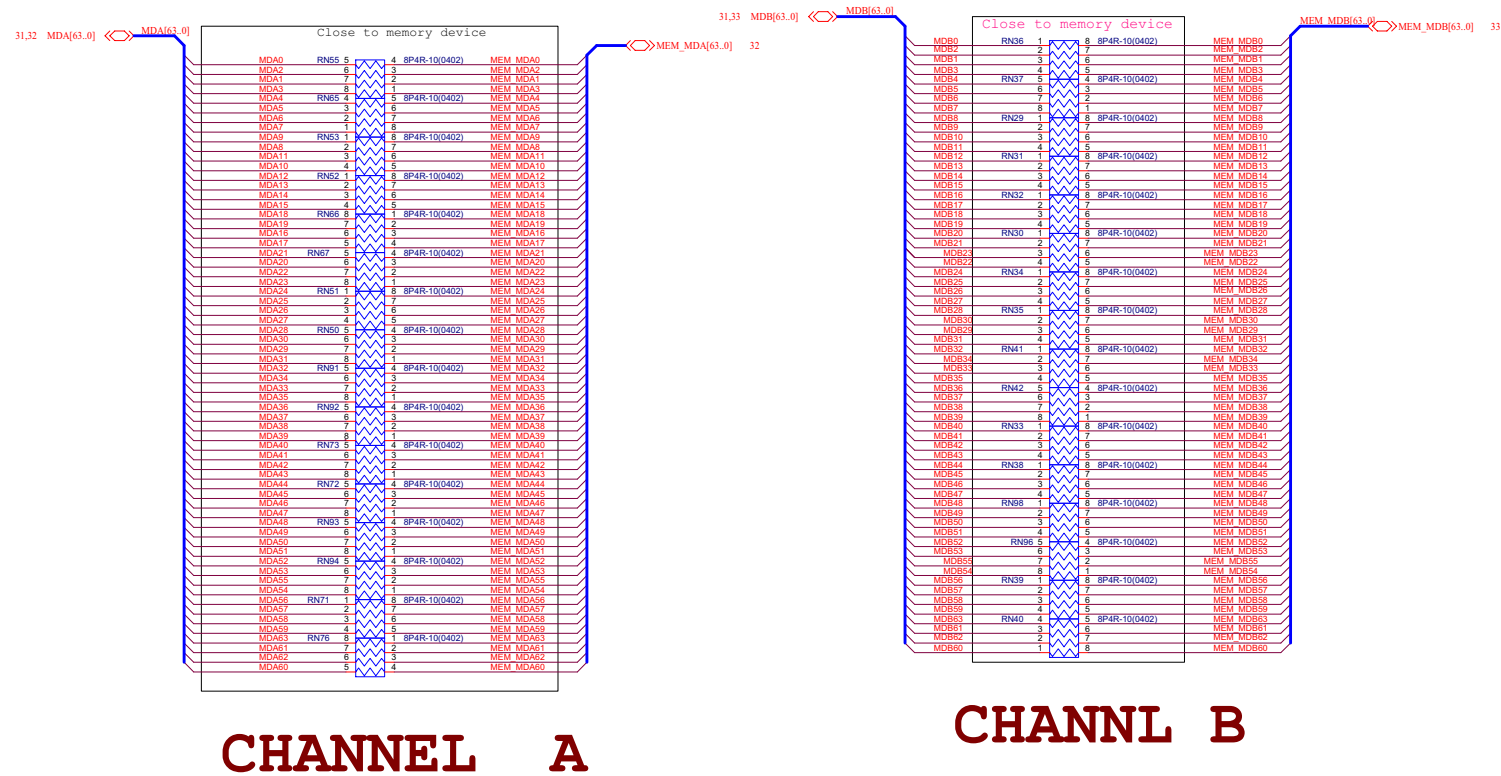 31,32 MDA[63..0] MDA[63..0]
Close to memory device
MEM_MDA[63..0] 32
MDA0 RN55 5 4 8P4R-10(0402) MEM_MDA0
MDA2 6 3 MEM_MDA2
MDA1 7 2 MEM_MDA1
MDA3 8 1 MEM_MDA3
MDA4 RN65 4 5 8P4R-10(0402) MEM_MDA4
MDA5 3 6 MEM_MDA5
MDA6 2 7 MEM_MDA6
MDA7 1 8 MEM_MDA7
MDA9 RN53 1 8 8P4R-10(0402) MEM_MDA9
MDA8 2 7 MEM_MDA8
MDA11 3 6 MEM_MDA11
MDA10 4 5 MEM_MDA10
MDA12 RN52 1 8 8P4R-10(0402) MEM_MDA12
MDA13 2 7 MEM_MDA13
MDA14 3 6 MEM_MDA14
MDA15 4 5 MEM_MDA15
MDA18 RN66 8 1 8P4R-10(0402) MEM_MDA18
MDA19 7 2 MEM_MDA19
MDA16 6 3 MEM_MDA16
MDA17 5 4 MEM_MDA17
MDA21 RN67 5 4 8P4R-10(0402) MEM_MDA21
MDA20 6 3 MEM_MDA20
MDA22 7 2 MEM_MDA22
MDA23 8 1 MEM_MDA23
MDA24 RN51 1 8 8P4R-10(0402) MEM_MDA24
MDA25 2 7 MEM_MDA25
MDA26 3 6 MEM_MDA26
MDA27 4 5 MEM_MDA27
MDA28 RN50 5 4 8P4R-10(0402) MEM_MDA28
MDA30 6 3 MEM_MDA30
MDA29 7 2 MEM_MDA29
MDA31 8 1 MEM_MDA31
MDA32 RN91 5 4 8P4R-10(0402) MEM_MDA32
MDA34 6 3 MEM_MDA34
MDA33 7 2 MEM_MDA33
MDA35 8 1 MEM_MDA35
MDA36 RN92 5 4 8P4R-10(0402) MEM_MDA36
MDA37 6 3 MEM_MDA37
MDA38 7 2 MEM_MDA38
MDA39 8 1 MEM_MDA39
MDA40 RN73 5 4 8P4R-10(0402) MEM_MDA40
MDA41 6 3 MEM_MDA41
MDA42 7 2 MEM_MDA42
MDA43 8 1 MEM_MDA43
MDA44 RN72 5 4 8P4R-10(0402) MEM_MDA44
MDA45 6 3 MEM_MDA45
MDA46 7 2 MEM_MDA46
MDA47 8 1 MEM_MDA47
MDA48 RN93 5 4 8P4R-10(0402) MEM_MDA48
MDA49 6 3 MEM_MDA49
MDA50 7 2 MEM_MDA50
MDA51 8 1 MEM_MDA51
MDA52 RN94 5 4 8P4R-10(0402) MEM_MDA52
MDA53 6 3 MEM_MDA53
MDA55 7 2 MEM_MDA55
MDA54 8 1 MEM_MDA54
MDA56 RN71 1 8 8P4R-10(0402) MEM_MDA56
MDA57 2 7 MEM_MDA57
MDA58 3 6 MEM_MDA58
MDA59 4 5 MEM_MDA59
MDA63 RN76 8 1 8P4R-10(0402) MEM_MDA63
MDA61 7 2 MEM_MDA61
MDA62 6 3 MEM_MDA62
MDA60 5 4 MEM_MDA60
CHANNEL A
31,33 MDB[63..0] MDB[63..0]
Close to memory device
MEM_MDB[63..0] MEM_MDB[63..0] 33
MDB0 RN36 1 8 8P4R-10(0402) MEM_MDB0
MDB2 2 7 MEM_MDB2
MDB1 3 6 MEM_MDB1
MDB3 4 5 MEM_MDB3
MDB4 RN37 5 4 8P4R-10(0402) MEM_MDB4
MDB5 6 3 MEM_MDB5
MDB6 7 2 MEM_MDB6
MDB7 8 1 MEM_MDB7
MDB8 RN29 1 8 8P4R-10(0402) MEM_MDB8
MDB9 2 7 MEM_MDB9
MDB10 3 6 MEM_MDB10
MDB11 4 5 MEM_MDB11
MDB12 RN31 1 8 8P4R-10(0402) MEM_MDB12
MDB13 2 7 MEM_MDB13
MDB14 3 6 MEM_MDB14
MDB15 4 5 MEM_MDB15
MDB16 RN32 1 8 8P4R-10(0402) MEM_MDB16
MDB17 2 7 MEM_MDB17
MDB18 3 6 MEM_MDB18
MDB19 4 5 MEM_MDB19
MDB20 RN30 1 8 8P4R-10(0402) MEM_MDB20
MDB21 2 7 MEM_MDB21
MDB23 3 6 MEM_MDB23
MDB22 4 5 MEM_MDB22
MDB24 RN34 1 8 8P4R-10(0402) MEM_MDB24
MDB25 2 7 MEM_MDB25
MDB26 3 6 MEM_MDB26
MDB27 4 5 MEM_MDB27
MDB28 RN35 1 8 8P4R-10(0402) MEM_MDB28
MDB30 2 7 MEM_MDB30
MDB29 3 6 MEM_MDB29
MDB31 4 5 MEM_MDB31
MDB32 RN41 1 8 8P4R-10(0402) MEM_MDB32
MDB34 2 7 MEM_MDB34
MDB33 3 6 MEM_MDB33
MDB35 4 5 MEM_MDB35
MDB36 RN42 5 4 8P4R-10(0402) MEM_MDB36
MDB37 6 3 MEM_MDB37
MDB38 7 2 MEM_MDB38
MDB39 8 1 MEM_MDB39
MDB40 RN33 1 8 8P4R-10(0402) MEM_MDB40
MDB41 2 7 MEM_MDB41
MDB42 3 6 MEM_MDB42
MDB43 4 5 MEM_MDB43
MDB44 RN38 1 8 8P4R-10(0402) MEM_MDB44
MDB45 2 7 MEM_MDB45
MDB46 3 6 MEM_MDB46
MDB47 4 5 MEM_MDB47
MDB48 RN98 1 8 8P4R-10(0402) MEM_MDB48
MDB49 2 7 MEM_MDB49
MDB50 3 6 MEM_MDB50
MDB51 4 5 MEM_MDB51
MDB52 RN96 5 4 8P4R-10(0402) MEM_MDB52
MDB53 6 3 MEM_MDB53
MDB55 7 2 MEM_MDB55
MDB54 8 1 MEM_MDB54
MDB56 RN39 1 8 8P4R-10(0402) MEM_MDB56
MDB57 2 7 MEM_MDB57
MDB58 3 6 MEM_MDB58
MDB59 4 5 MEM_MDB59
MDB63 RN40 4 5 8P4R-10(0402) MEM_MDB63
MDB61 3 6 MEM_MDB61
MDB62 2 7 MEM_MDB62
MDB60 1 8 MEM_MDB60
CHANNL B